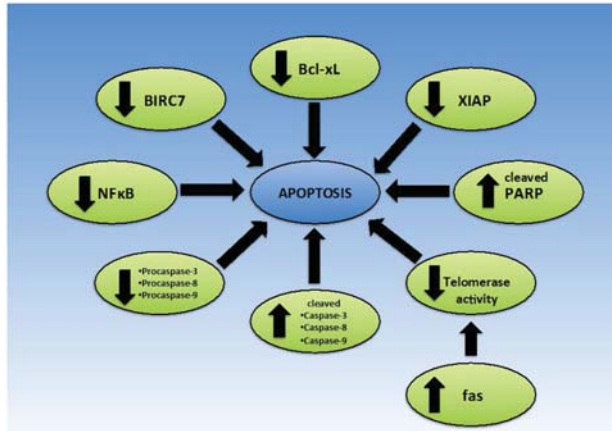 Bcl-xL
BIRC7
XIAP
NFκB
APOPTOSIS
cleaved
PARP
•Procaspase-3
•Procaspase-8
•Procaspase-9
cleaved
•Caspase-3
•Caspase-8
•Caspase-9
Telomerase
activity
fas